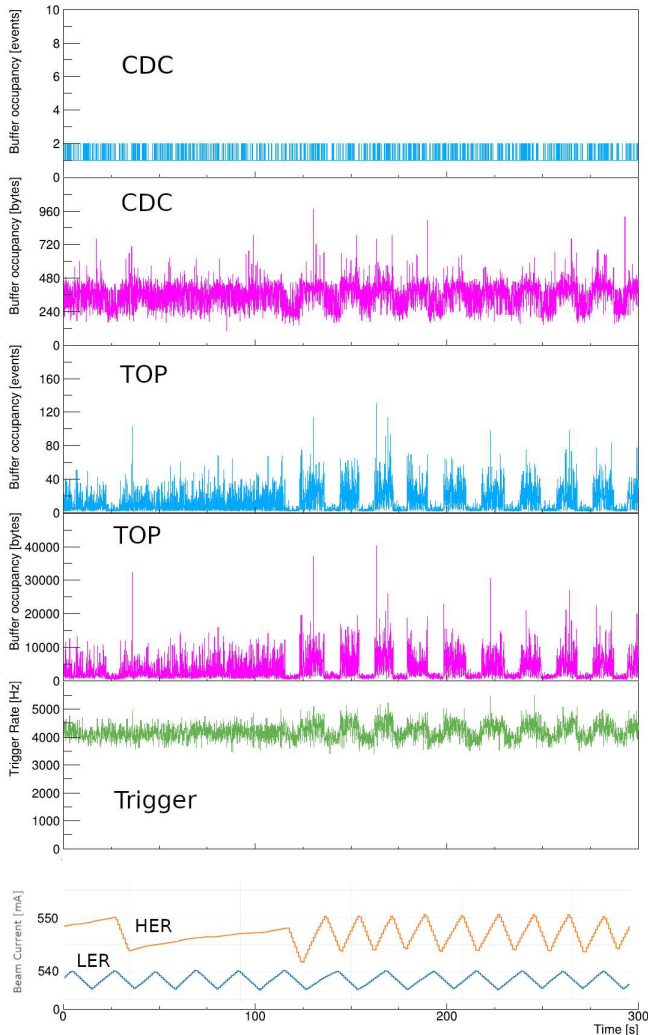 10
8
6
4
2
0
Buffer occupancy [events]
CDC
960
720
480
240
0
Buffer occupancy [bytes]
CDC
160
120
80
40
0
Buffer occupancy [events]
TOP
40000
30000
20000
10000
0
Buffer occupancy [bytes]
TOP
5000
4000
3000
2000
1000
0
Trigger Rate [Hz]
Trigger
550
540
0
Beam Current [mA]
HER
LER
0 100 200 300
Time [s]